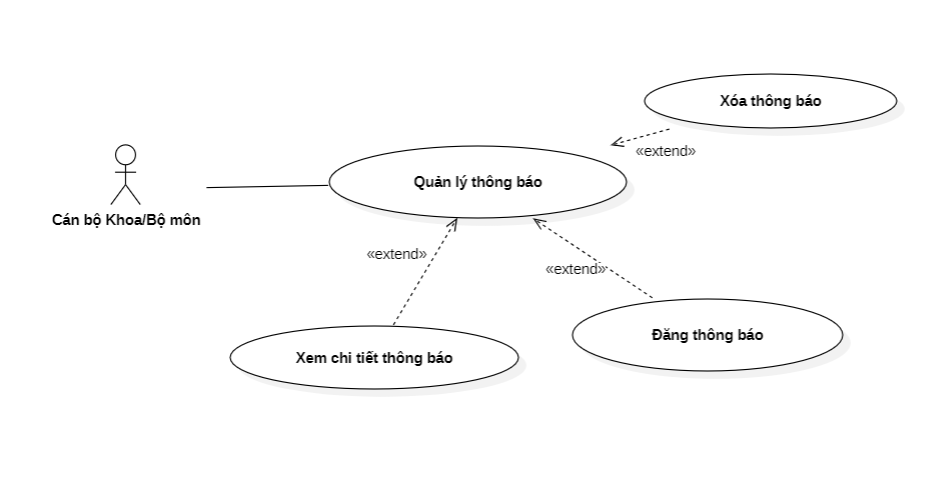 Xóa thông báo
«extend»
Quản lý thông báo
Cán bộ Khoa/Bộ môn
«extend»
«extend»
Đăng thông báo
Xem chi tiết thông báo